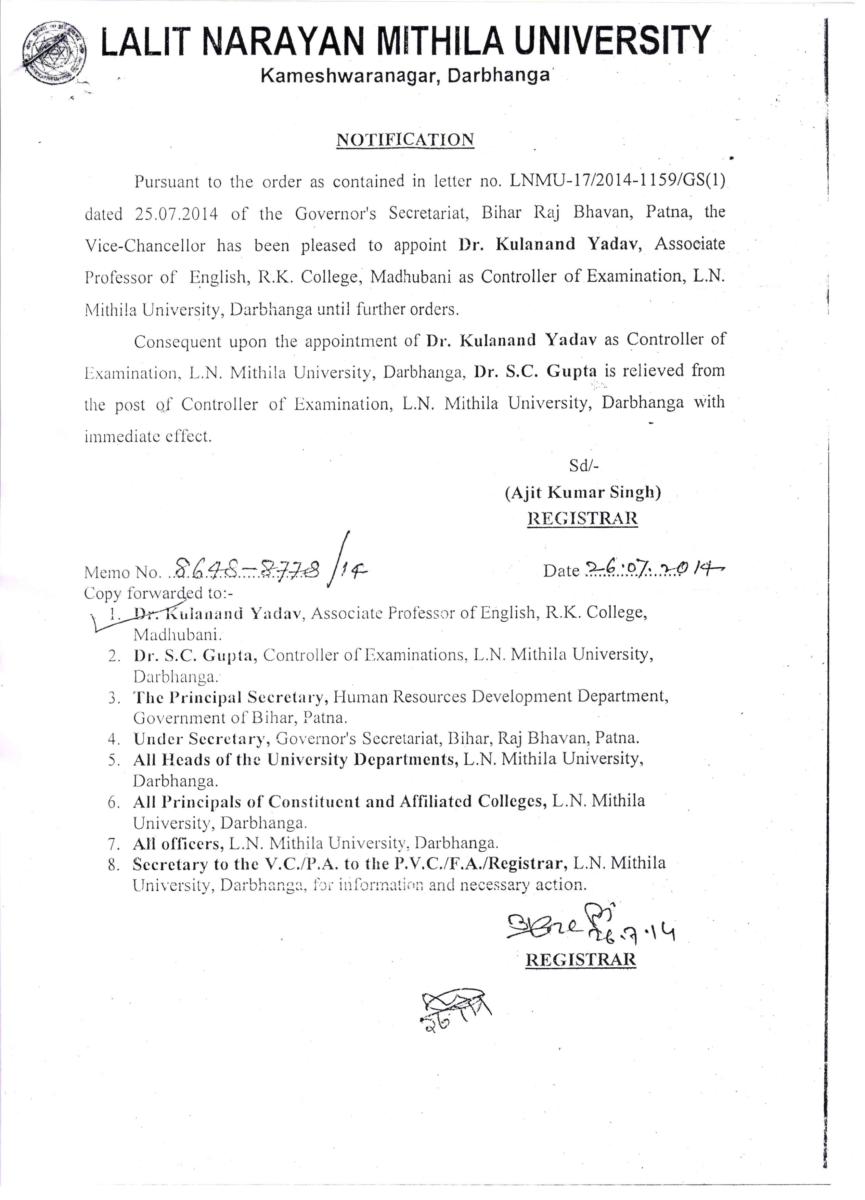 LALIT NARAYAN MITHILA UNIVERSITY
Kameshwaranagar, Darbhanga
NOTIFICATION
Pursuant to the order as contained in letter no. LNMU-17/2014-1159/GS(1)
dated 25.07.2014 of the Governor's Secretariat, Bihar Raj Bhavan, Patna, the
Vice-Chancellor has been pleased to appoint Dr. Kulanand Yadav, Associate
Professor of English, R.K. College, Madhubani as Controller of Examination, L.N.
Mithila University, Darbhanga until further orders.
Consequent upon the appointment of Dr. Kulanand Yadav as Controller of
Examination, L.N. Mithila University, Darbhanga, Dr. S.C. Gupta is relieved from
the post of Controller of Examination, L.N. Mithila University, Darbhanga with
immediate effect.
Sd/-
(Ajit Kumar Singh)
REGISTRAR
Memo No. 8648-8778/14 Date 26.07.2014
Copy forwarded to:-
1. Dr. Kulanand Yadav, Associate Professor of English, R.K. College,
Madhubani.
2. Dr. S.C. Gupta, Controller of Examinations, L.N. Mithila University,
Darbhanga.
3. The Principal Secretary, Human Resources Development Department,
Government of Bihar, Patna.
4. Under Secretary, Governor's Secretariat, Bihar, Raj Bhavan, Patna.
5. All Heads of the University Departments, L.N. Mithila University,
Darbhanga.
6. All Principals of Constituent and Affiliated Colleges, L.N. Mithila
University, Darbhanga.
7. All officers, L.N. Mithila University, Darbhanga.
8. Secretary to the V.C./P.A. to the P.V.C./F.A./Registrar, L.N. Mithila
University, Darbhanga, for information and necessary action.
26.7.14
REGISTRAR